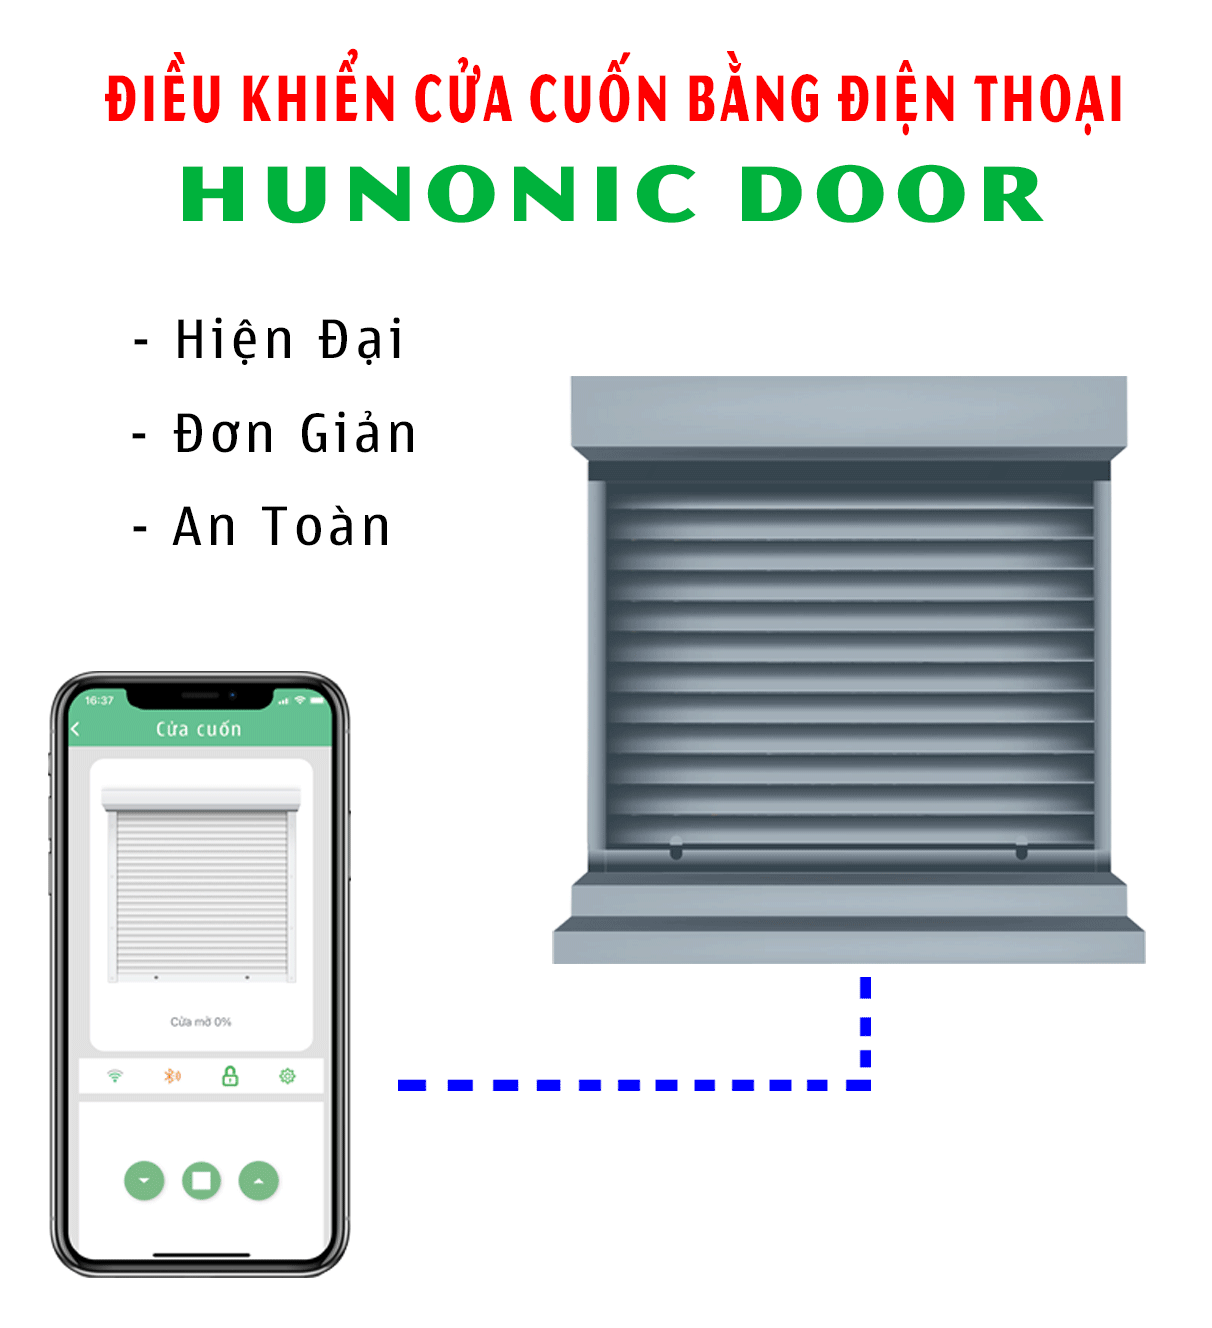 ĐIỀU KHIỂN CỬA CUỐN BẰNG ĐIỆN THOẠI
HUNONIC DOOR
- Hiện Đại
- Đơn Giản
- An Toàn
16:37
Cửa cuốn
Cửa mở 0%